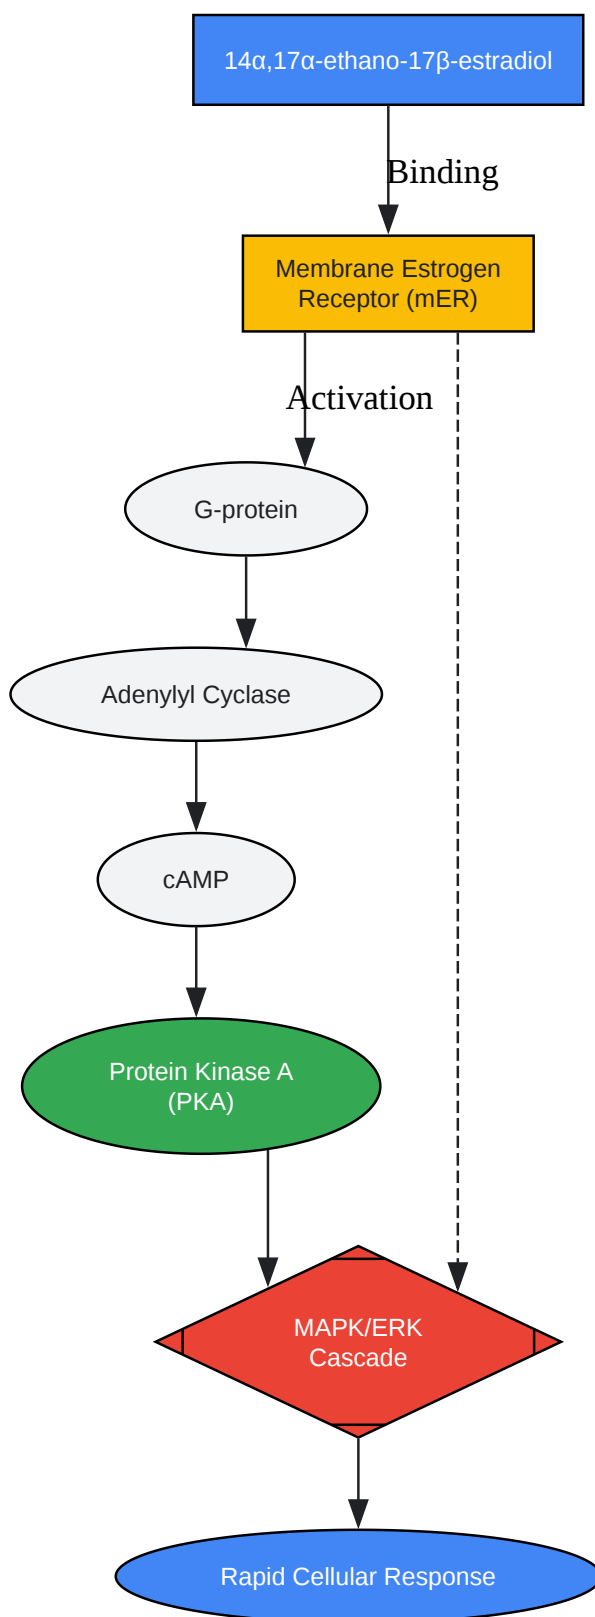 14α,17α-ethano-17β-estradiol
Binding
Membrane Estrogen
Receptor (mER)
Activation
G-protein
Adenylyl Cyclase
cAMP
Protein Kinase A
(PKA)
MAPK/ERK
Cascade
Rapid Cellular Response